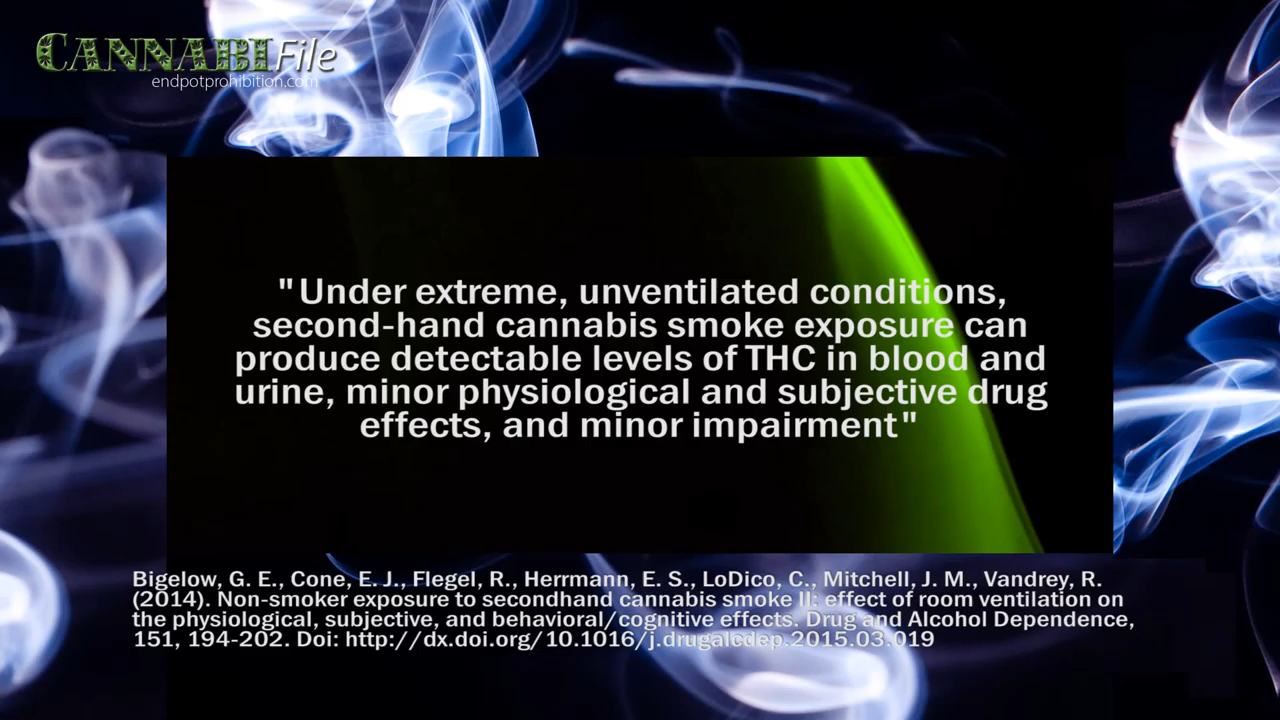 CANNABIFile
endpotprohibition.com
"Under extreme, unventilated conditions,
second-hand cannabis smoke exposure can
produce detectable levels of THC in blood and
urine, minor physiological and subjective drug
effects, and minor impairment"
Bigelow, G. E., Cone, E. J., Flegel, R., Herrmann, E. S., LoDico, C., Mitchell, J. M., Vandrey, R.
(2014). Non-smoker exposure to secondhand cannabis smoke II: effect of room ventilation on
the physiological, subjective, and behavioral/cognitive effects. Drug and Alcohol Dependence,
151, 194-202. Doi: http://dx.doi.org/10.1016/j.drugalcdep.2015.03.019